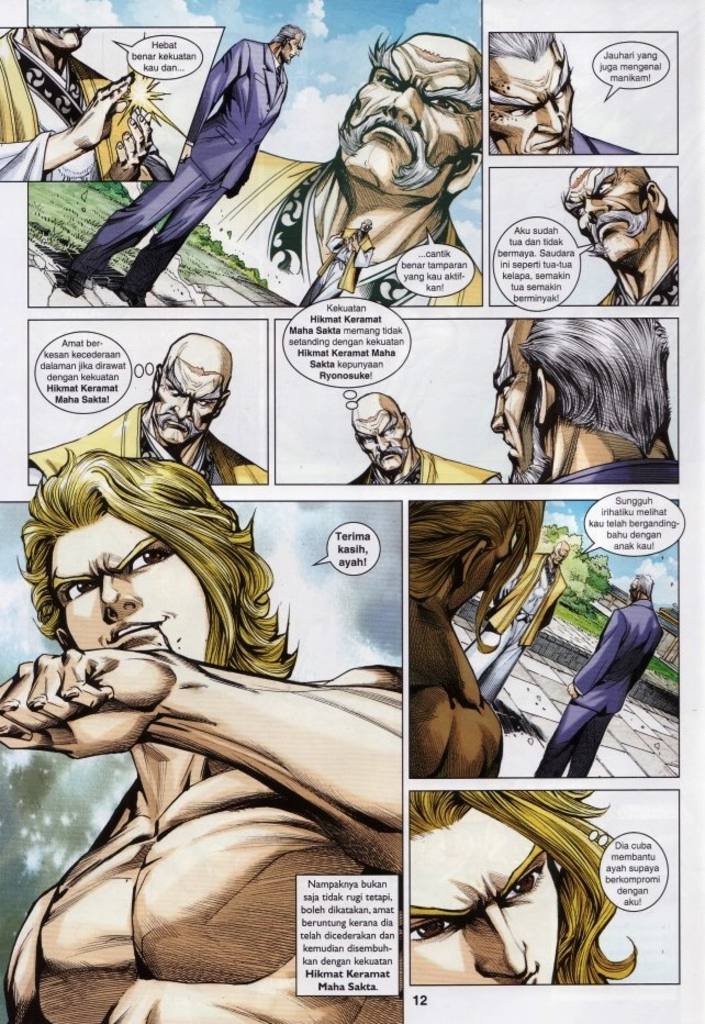 Hebat
benar kekuatan
kau dan...
...cantik
benar tamparan
yang kau aktif-
kan!
Jauhari yang
juga mengenal
manikam!
Aku sudah
tua dan tidak
bermaya. Saudara
ini seperti tua-tua
kelapa, semakin
tua semakin
berminyak!
Amat ber-
kesan kecederaan
dalaman jika dirawat
dengan kekuatan
Hikmat Keramat
Maha Sakta!
Kekuatan
Hikmat Keramat
Maha Sakta memang tidak
setanding dengan kekuatan
Hikmat Keramat Maha
Sakta kepunyaan
Ryonosuke!
Terima
kasih,
ayah!
Nampaknya bukan
saja tidak rugi tetapi,
boleh dikatakan, amat
beruntung kerana dia
telah dicederakan dan
kemudian disembuh-
kan dengan kekuatan
Hikmat Keramat
Maha Sakta.
Sungguh
irihatiku melihat
kau telah berganding-
bahu dengan
anak kau!
Dia cuba
membantu
ayah supaya
berkompromi
dengan
aku!
12